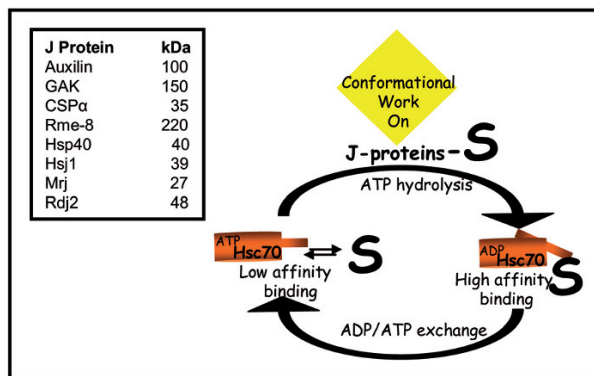 J Protein kDa
Auxilin 100
GAK 150
CSPα 35
Rme-8 220
Hsp40 40
Hsj1 39
Mrj 27
Rdj2 48
Conformational
Work
On
J-proteins-S
ATP hydrolysis
ATP
Hsc70
S
Low affinity
binding
ADP
Hsc70
S
High affinity
binding
ADP/ATP exchange